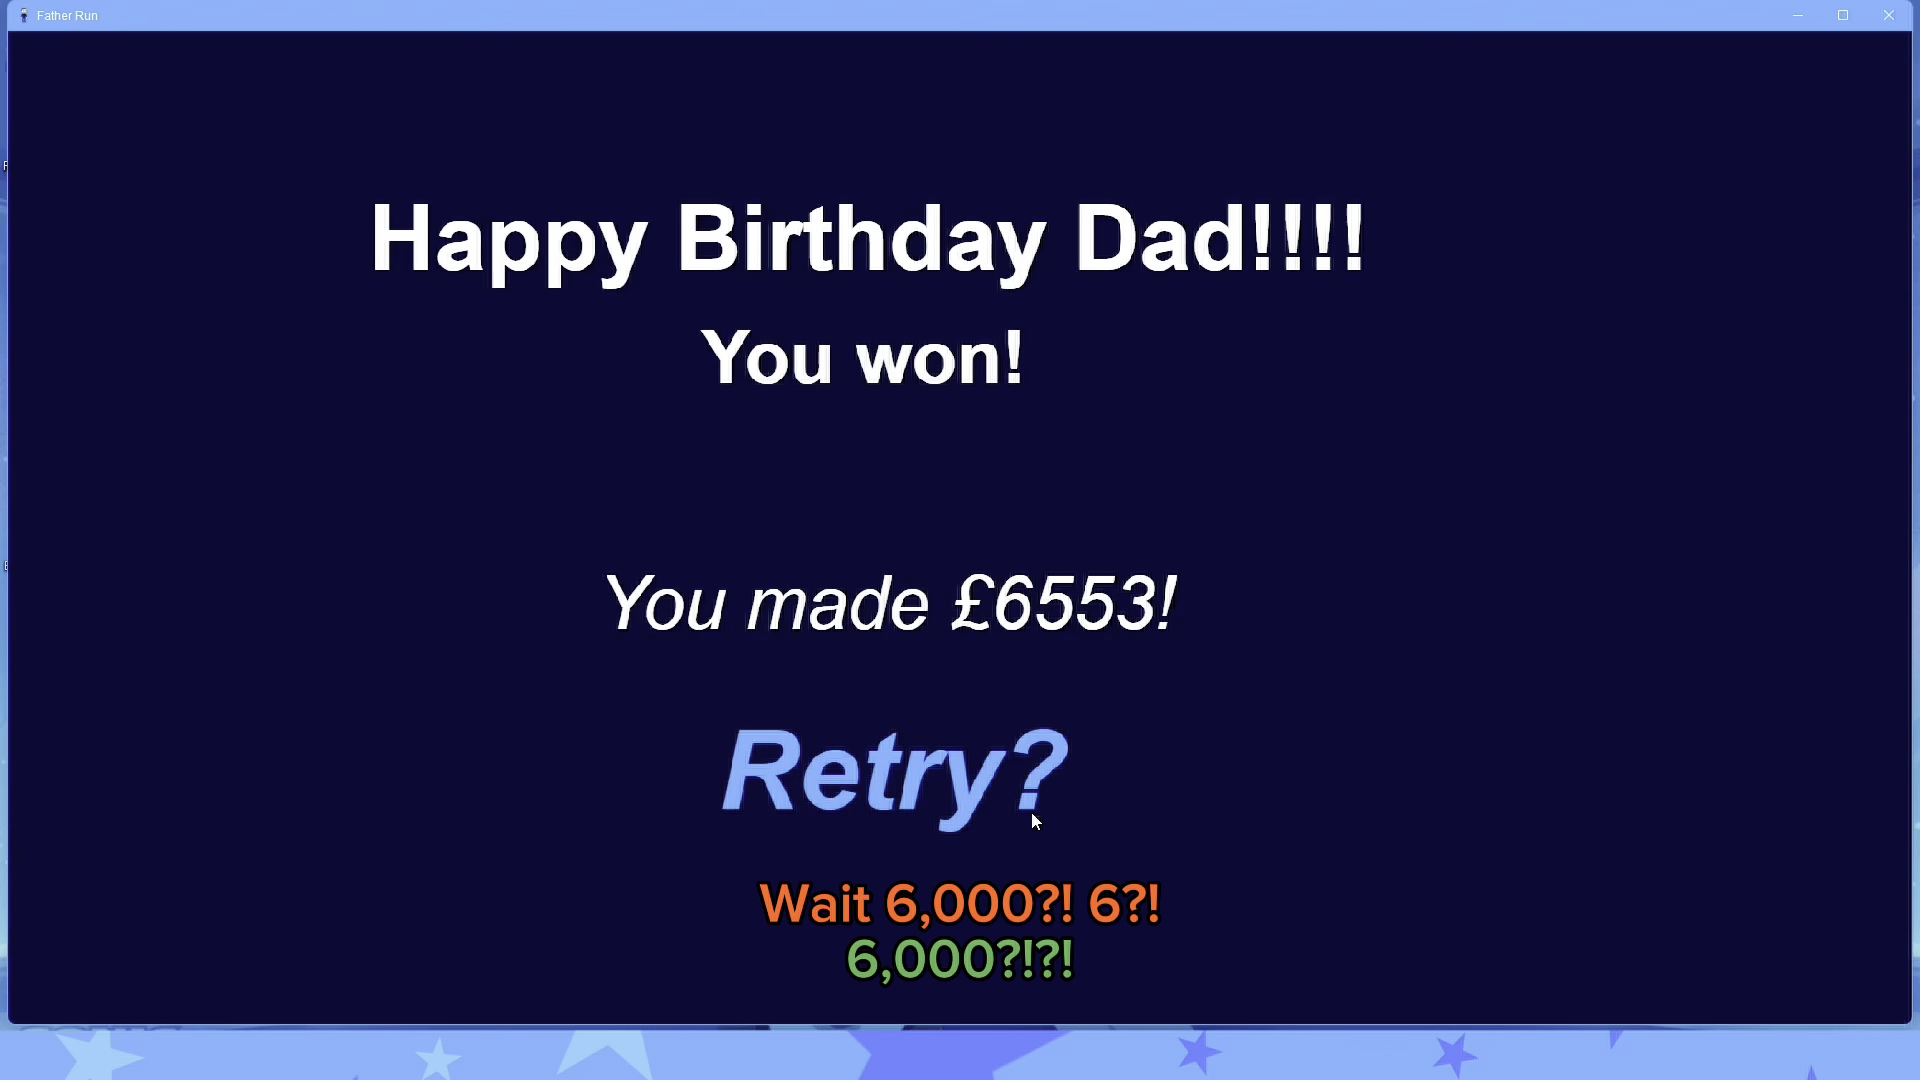 Father Run
Happy Birthday Dad!!!!
You won!
You made £6553!
Retry?
Wait 6,000?! 6?!
6,000?!?!